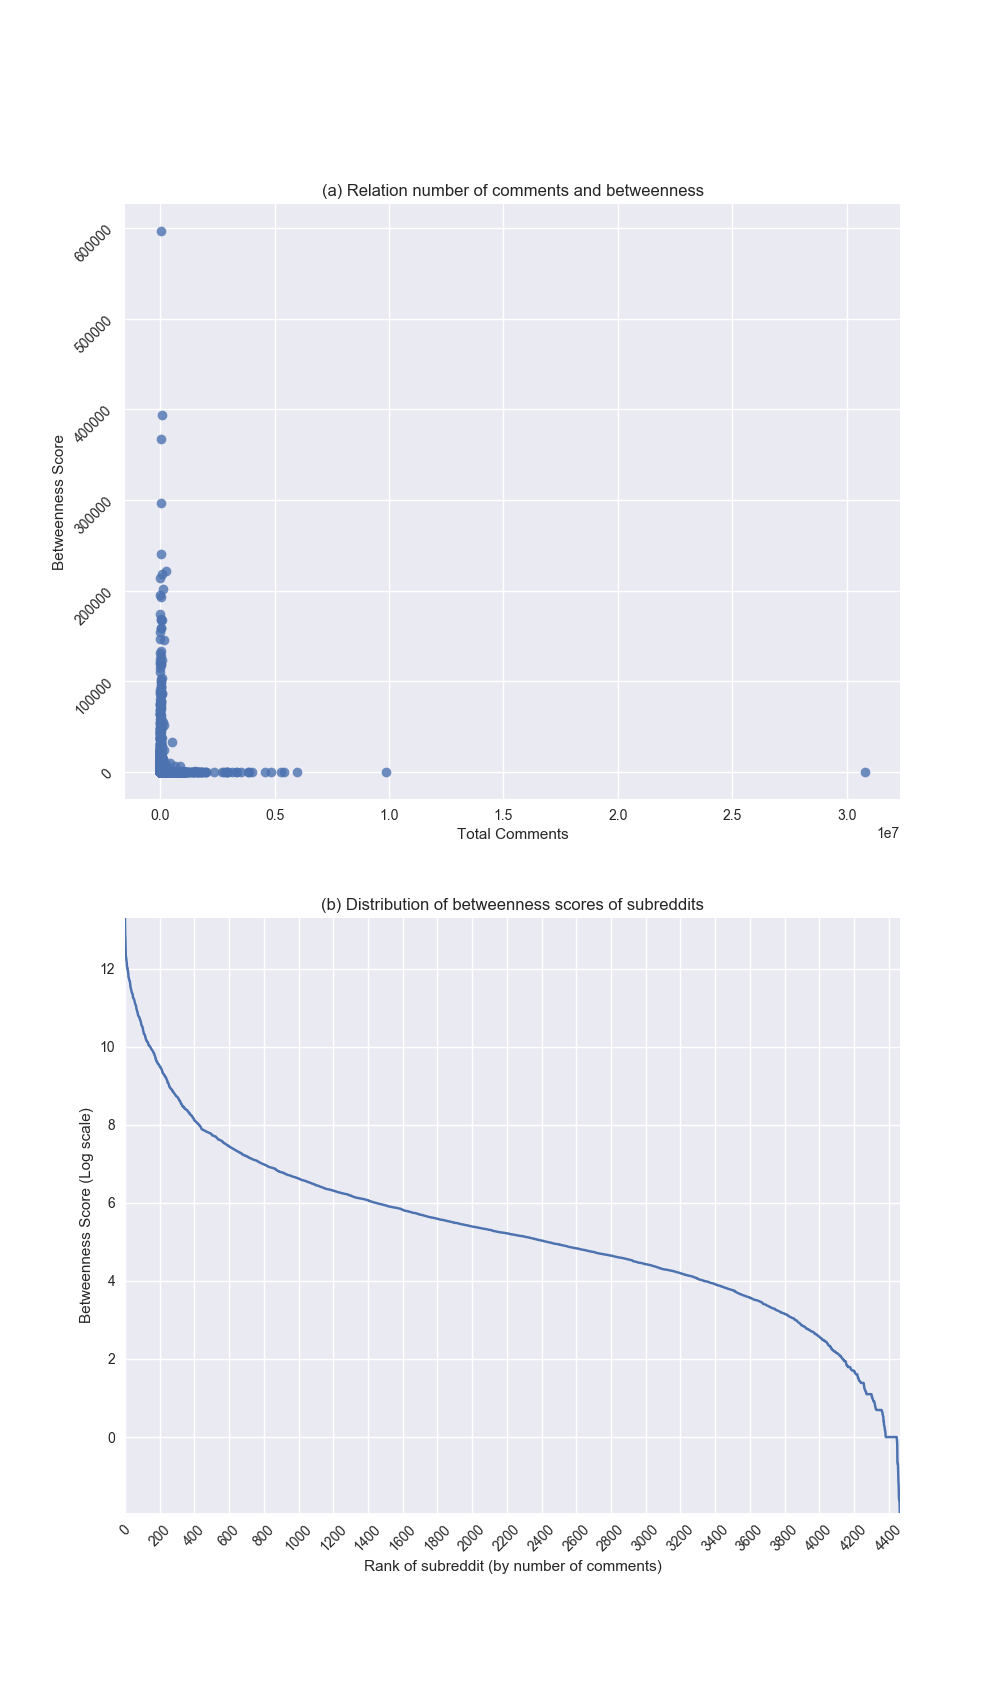 (a) Relation number of comments and betweenness
600000
500000
400000
300000
200000
100000
0
Betweenness Score
0.0 0.5 1.0 1.5 2.0 2.5 3.0
1e7
Total Comments
(b) Distribution of betweenness scores of subreddits
12
10
8
6
4
2
0
Betweenness Score (Log scale)
0 200 400 600 800 1000 1200 1400 1600 1800 2000 2200 2400 2600 2800 3000 3200 3400 3600 3800 4000 4200 4400
Rank of subreddit (by number of comments)